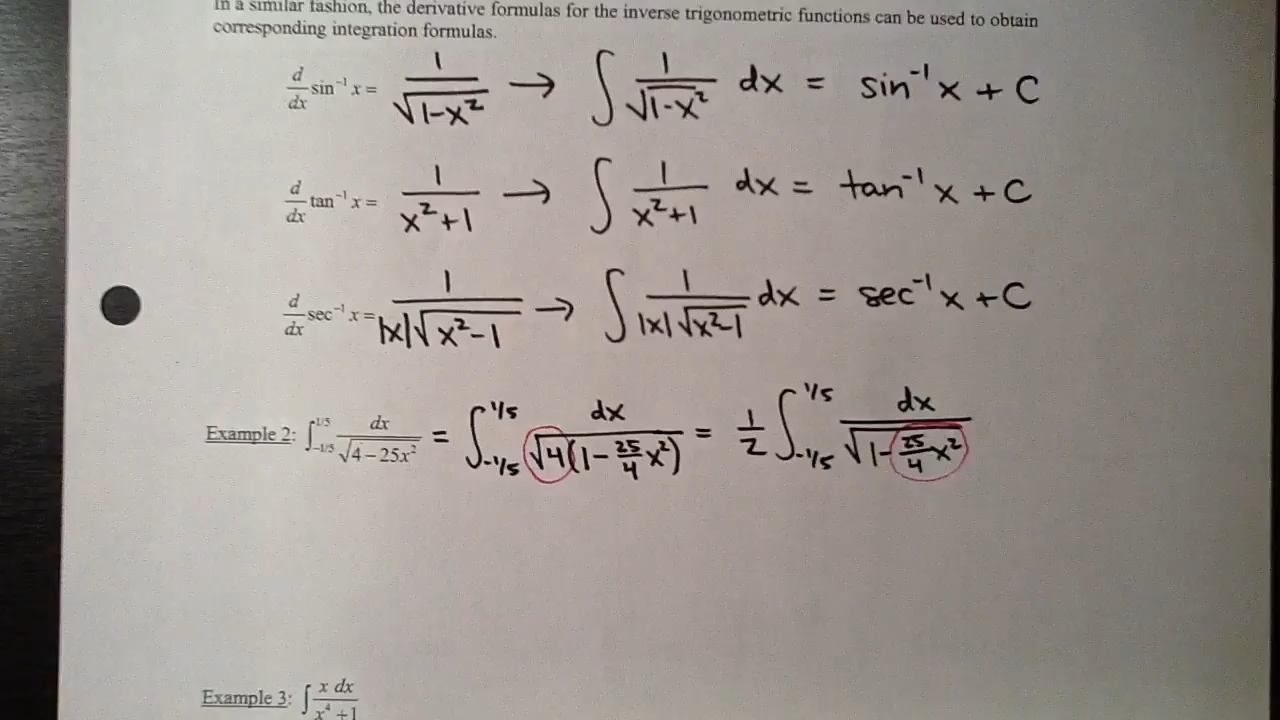 In a similar fashion, the derivative formulas for the inverse trigonometric functions can be used to obtain
corresponding integration formulas.
d/dx sin⁻¹ x = 1/√(1-x²) → ∫ 1/√(1-x²) dx = sin⁻¹ x + C
d/dx tan⁻¹ x = 1/(x²+1) → ∫ 1/(x²+1) dx = tan⁻¹ x + C
d/dx sec⁻¹ x = 1/(|x|√(x²-1)) → ∫ 1/(|x|√(x²-1)) dx = sec⁻¹ x + C
Example 2: ∫_{-1/5}^{1/5} dx/√(4-25x²) = ∫_{-1/5}^{1/5} dx/√(4(1-25/4 x²)) = 1/2 ∫_{-1/5}^{1/5} dx/√(1-25/4 x²)
Example 3: ∫ x dx/(x⁴+1)